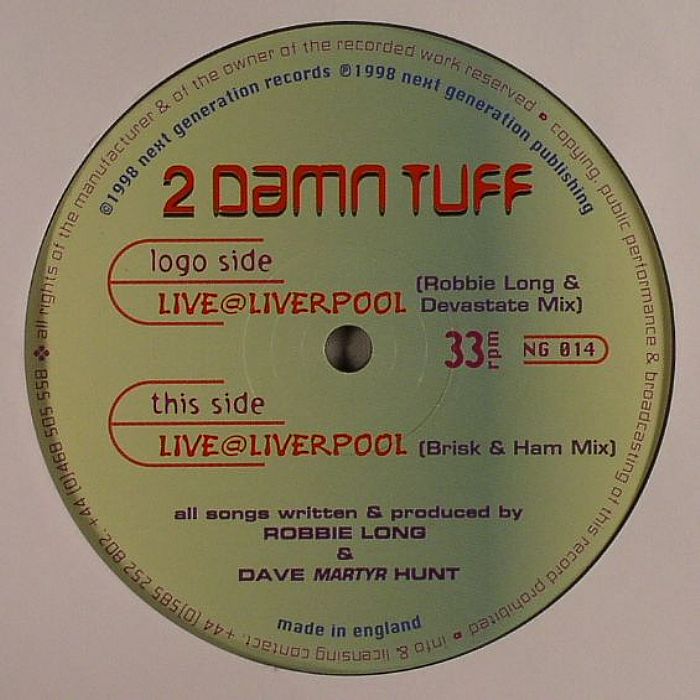 ❖ all rights of the manufacturer & of the owner of the recorded work reserved • copying, public performance & broadcasting of this record prohibited • info & licensing contact. +44 (0)585 252 802. +44 (0)468 505 558
©1998 next generation records ℗1998 next generation publishing
2 Damn TUFF
logo side
LIVE@LIVERPOOL (Robbie Long &
Devastate Mix)
33 rpm NG 014
this side
LIVE@LIVERPOOL (Brisk & Ham Mix)
all songs written & produced by
ROBBIE LONG
&
DAVE MARTYR HUNT
made in england